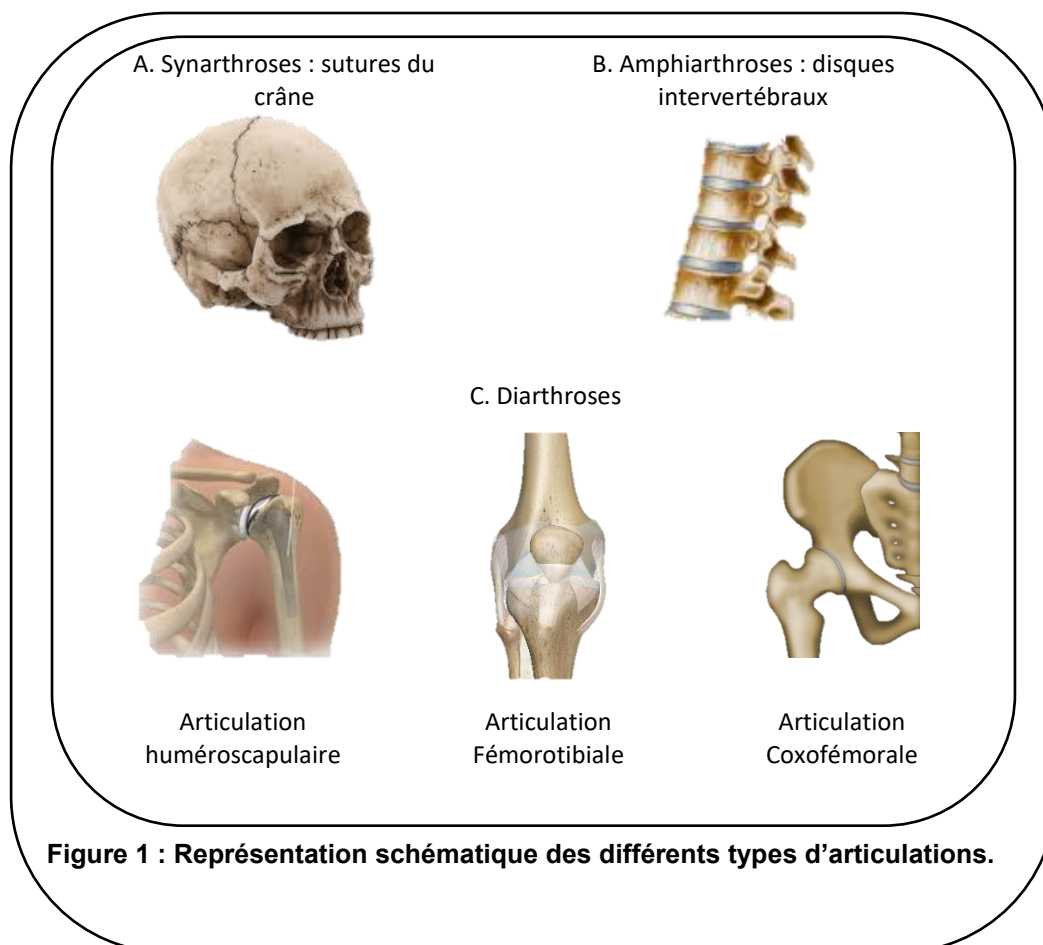 A. Synarthroses : sutures du
crâne
B. Amphiarthroses : disques
intervertébraux
C. Diarthroses
Articulation
huméroscapulaire
Articulation
Fémorotibiale
Articulation
Coxofémorale
Figure 1 : Représentation schématique des différents types d’articulations.